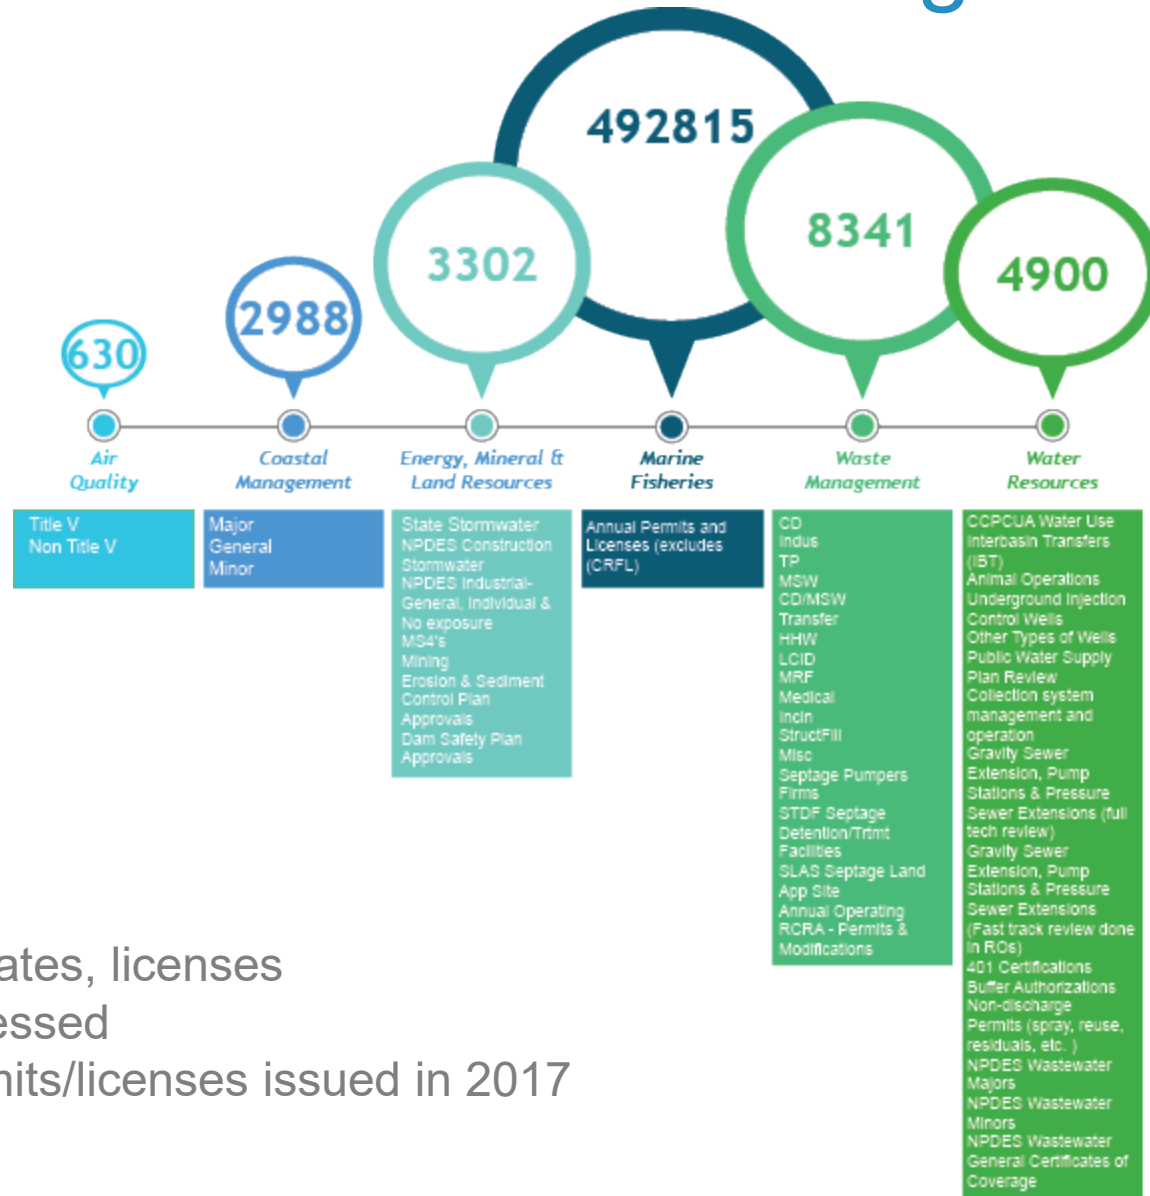 492815
8341
3302
4900
2988
630
Air
Quality
Coastal
Management
Energy, Mineral &
Land Resources
Marine
Fisheries
Waste
Management
Water
Resources
Title V
Non Title V
Major
General
Minor
State Stormwater
NPDES Construction
Stormwater
NPDES Industrial-
General, Individual &
No exposure
MS4's
Mining
Erosion & Sediment
Control Plan
Approvals
Dam Safety Plan
Approvals
Annual Permits and
Licenses (excludes
(CRFL)
CD
Indus
TP
MSW
CD/MSW
Transfer
HHW
LCID
MRF
Medical
Incin
StructFill
Misc
Septage Pumpers
Firms
STDF Septage
Detention/Trtmt
Facilities
SLAS Septage Land
App Site
Annual Operating
RCRA - Permits &
Modifications
CCPCUA Water Use
Interbasin Transfers
(IBT)
Animal Operations
Underground Injection
Control Wells
Other Types of Wells
Public Water Supply
Plan Review
Collection system
management and
operation
Gravity Sewer
Extension, Pump
Stations & Pressure
Sewer Extensions (full
tech review)
Gravity Sewer
Extension, Pump
Stations & Pressure
Sewer Extensions
(Fast track review done
in ROs)
401 Certifications
Buffer Authorizations
Non-discharge
Permits (spray, reuse,
residuals, etc. )
NPDES Wastewater
Majors
NPDES Wastewater
Minors
NPDES Wastewater
General Certificates of
Coverage
ates, licenses
essed
mits/licenses issued in 2017